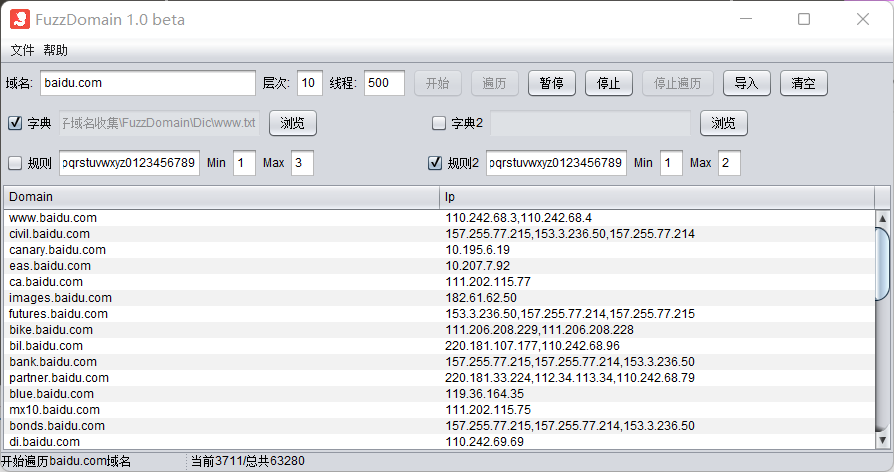 FuzzDomain 1.0 beta
文件 帮助
域名: baidu.com 层次: 10 线程: 500 开始 遍历 暂停 停止 停止遍历 导入 清空
字典 子域名收集\FuzzDomain\Dic\www.txt 浏览 字典2 浏览
规则 pqrstuvwxyz0123456789 Min 1 Max 3 规则2 pqrstuvwxyz0123456789 Min 1 Max 2
Domain Ip
www.baidu.com 110.242.68.3,110.242.68.4
civil.baidu.com 157.255.77.215,153.3.236.50,157.255.77.214
canary.baidu.com 10.195.6.19
eas.baidu.com 10.207.7.92
ca.baidu.com 111.202.115.77
images.baidu.com 182.61.62.50
futures.baidu.com 153.3.236.50,157.255.77.214,157.255.77.215
bike.baidu.com 111.206.208.229,111.206.208.228
bil.baidu.com 220.181.107.177,110.242.68.96
bank.baidu.com 157.255.77.215,157.255.77.214,153.3.236.50
partner.baidu.com 220.181.33.224,112.34.113.34,110.242.68.79
blue.baidu.com 119.36.164.35
mx10.baidu.com 111.202.115.75
bonds.baidu.com 157.255.77.215,157.255.77.214,153.3.236.50
di.baidu.com 110.242.69.69
开始遍历baidu.com域名 当前3711/总共63280